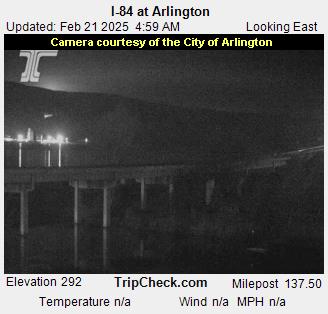 I-84 at Arlington
Updated: Feb 21 2025 4:59 AM Looking East
Camera courtesy of the City of Arlington
Elevation 292 TripCheck.com Milepost 137.50
Temperature n/a Wind n/a MPH n/a